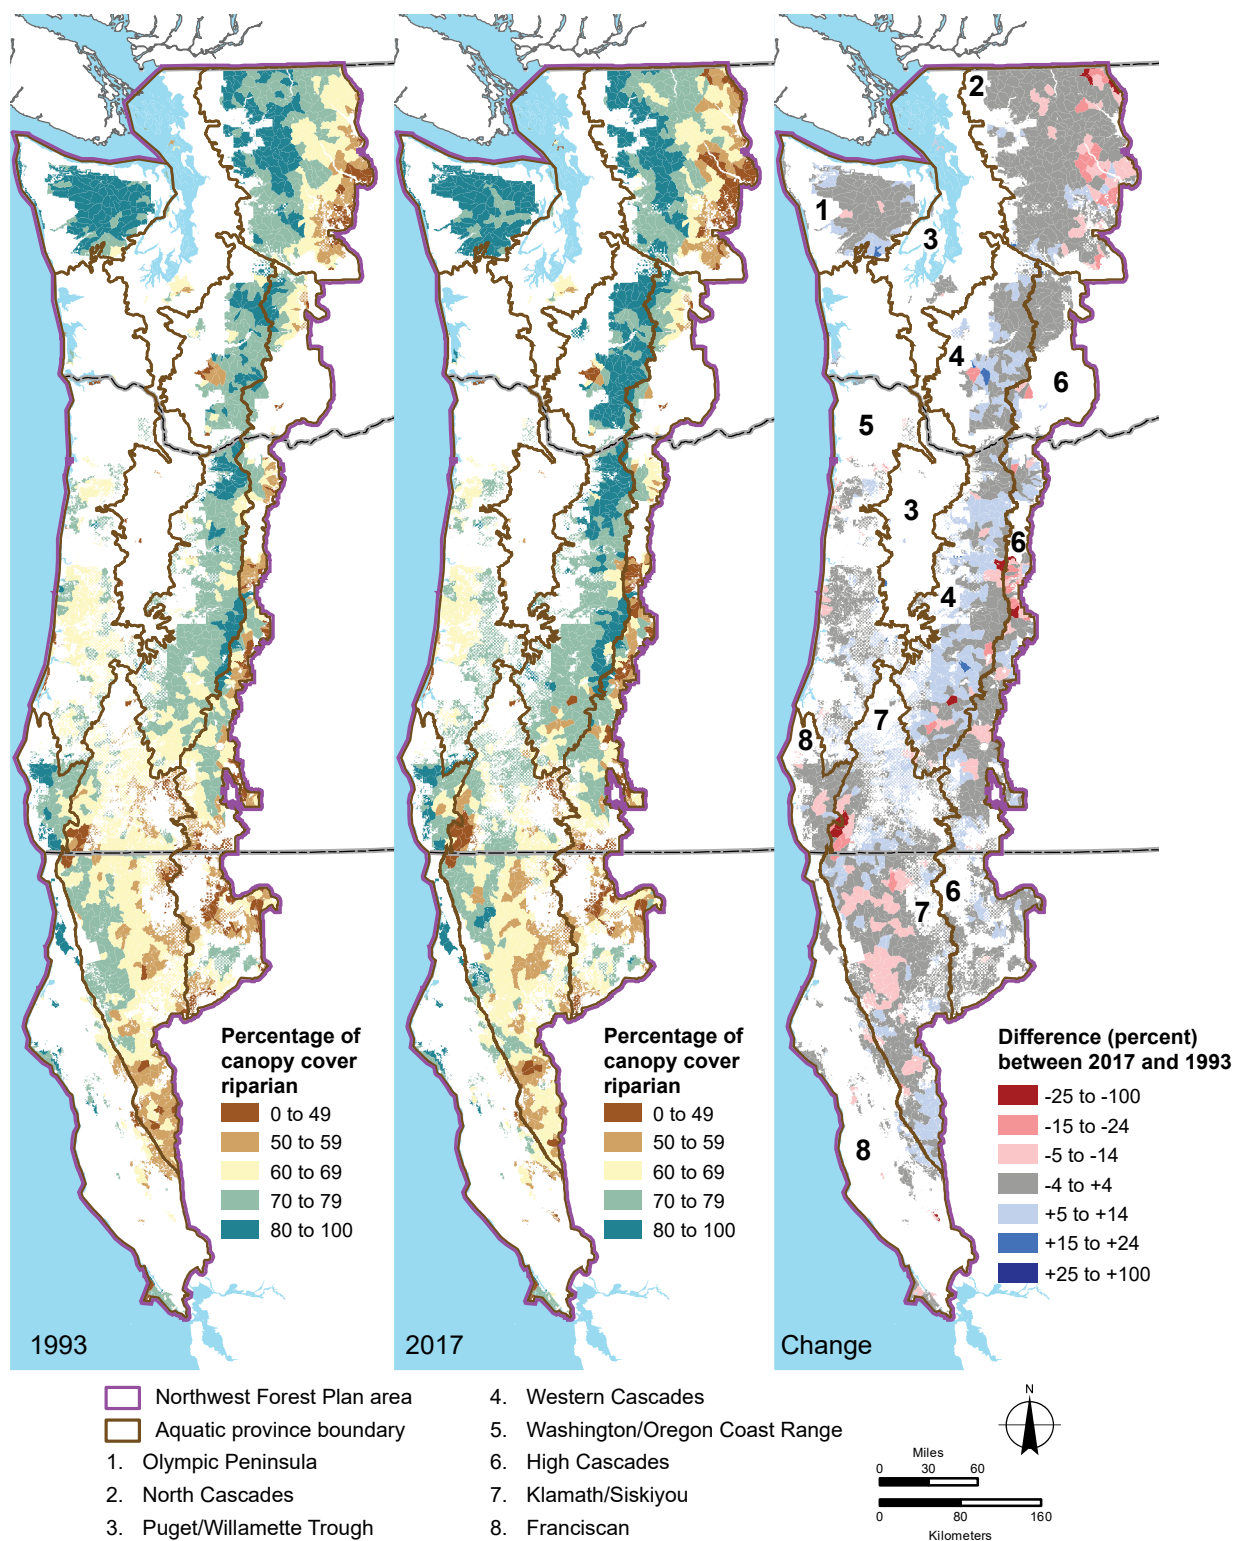 2
1
3
4
6
5
3
6
4
7
8
6
7
8
Percentage of
canopy cover
riparian
0 to 49
50 to 59
60 to 69
70 to 79
80 to 100
1993
Percentage of
canopy cover
riparian
0 to 49
50 to 59
60 to 69
70 to 79
80 to 100
2017
Difference (percent)
between 2017 and 1993
-25 to -100
-15 to -24
-5 to -14
-4 to +4
+5 to +14
+15 to +24
+25 to +100
Change
Northwest Forest Plan area
Aquatic province boundary
1. Olympic Peninsula
2. North Cascades
3. Puget/Willamette Trough
4. Western Cascades
5. Washington/Oregon Coast Range
6. High Cascades
7. Klamath/Siskiyou
8. Franciscan
N
Miles
0 30 60
0 80 160
Kilometers